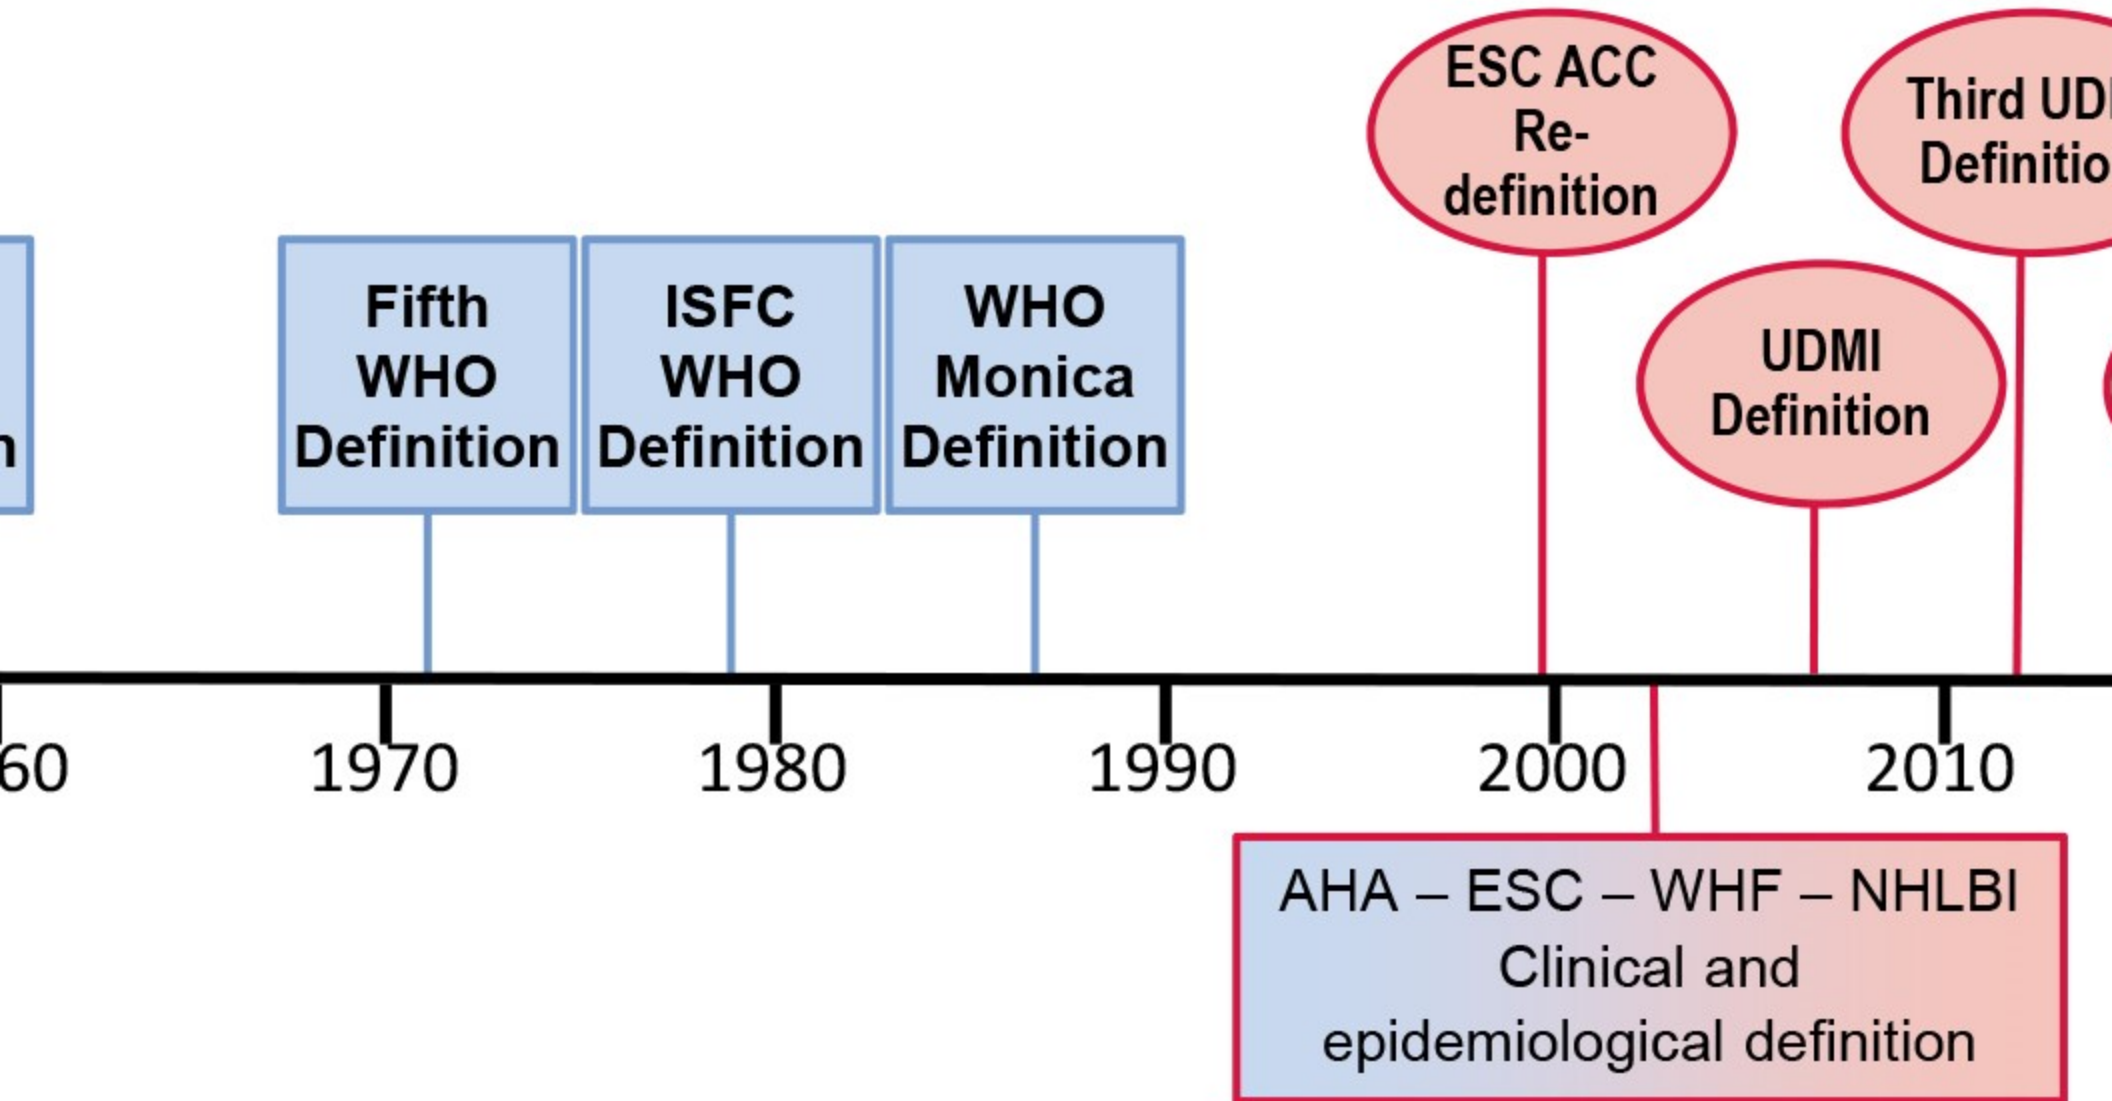 ESC ACC
Re-
definition
Third UD
Definitio
UDMI
Definition
Fifth
WHO
Definition
ISFC
WHO
Definition
WHO
Monica
Definition
n
60
1970
1980
1990
2000
2010
AHA – ESC – WHF – NHLBI
Clinical and
epidemiological definition